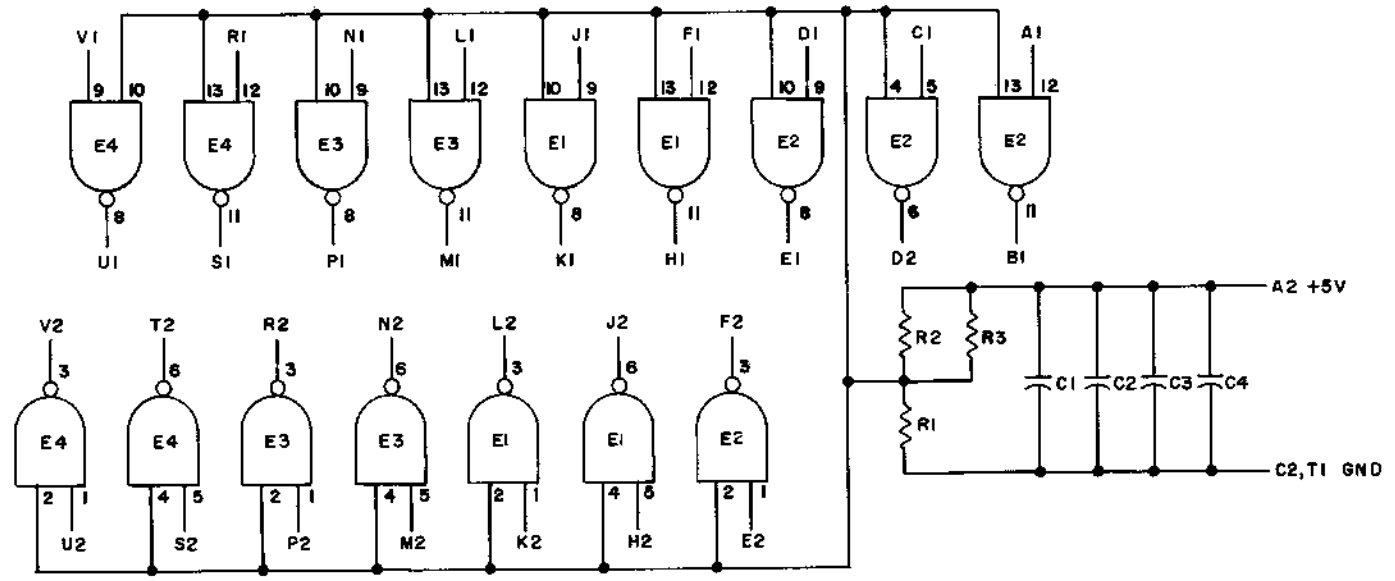 V1 R1 N1 L1 J1 F1 D1 C1 A1
9 10 13 12 10 9 13 12 10 9 13 12 10 9 4 5 13 12
E4 E4 E3 E3 E1 E1 E2 E2 E2
8 11 8 11 8 11 8 6 11
U1 S1 P1 M1 K1 H1 E1 D2 B1
A2 +5V
V2 T2 R2 N2 L2 J2 F2
R2 R3
3 6 3 6 3 6 3
C1 C2 C3 C4
E4 E4 E3 E3 E1 E1 E2
R1
C2,T1 GND
2 1 4 5 2 1 4 5 2 1 4 5 2 1
U2 S2 P2 M2 K2 H2 E2